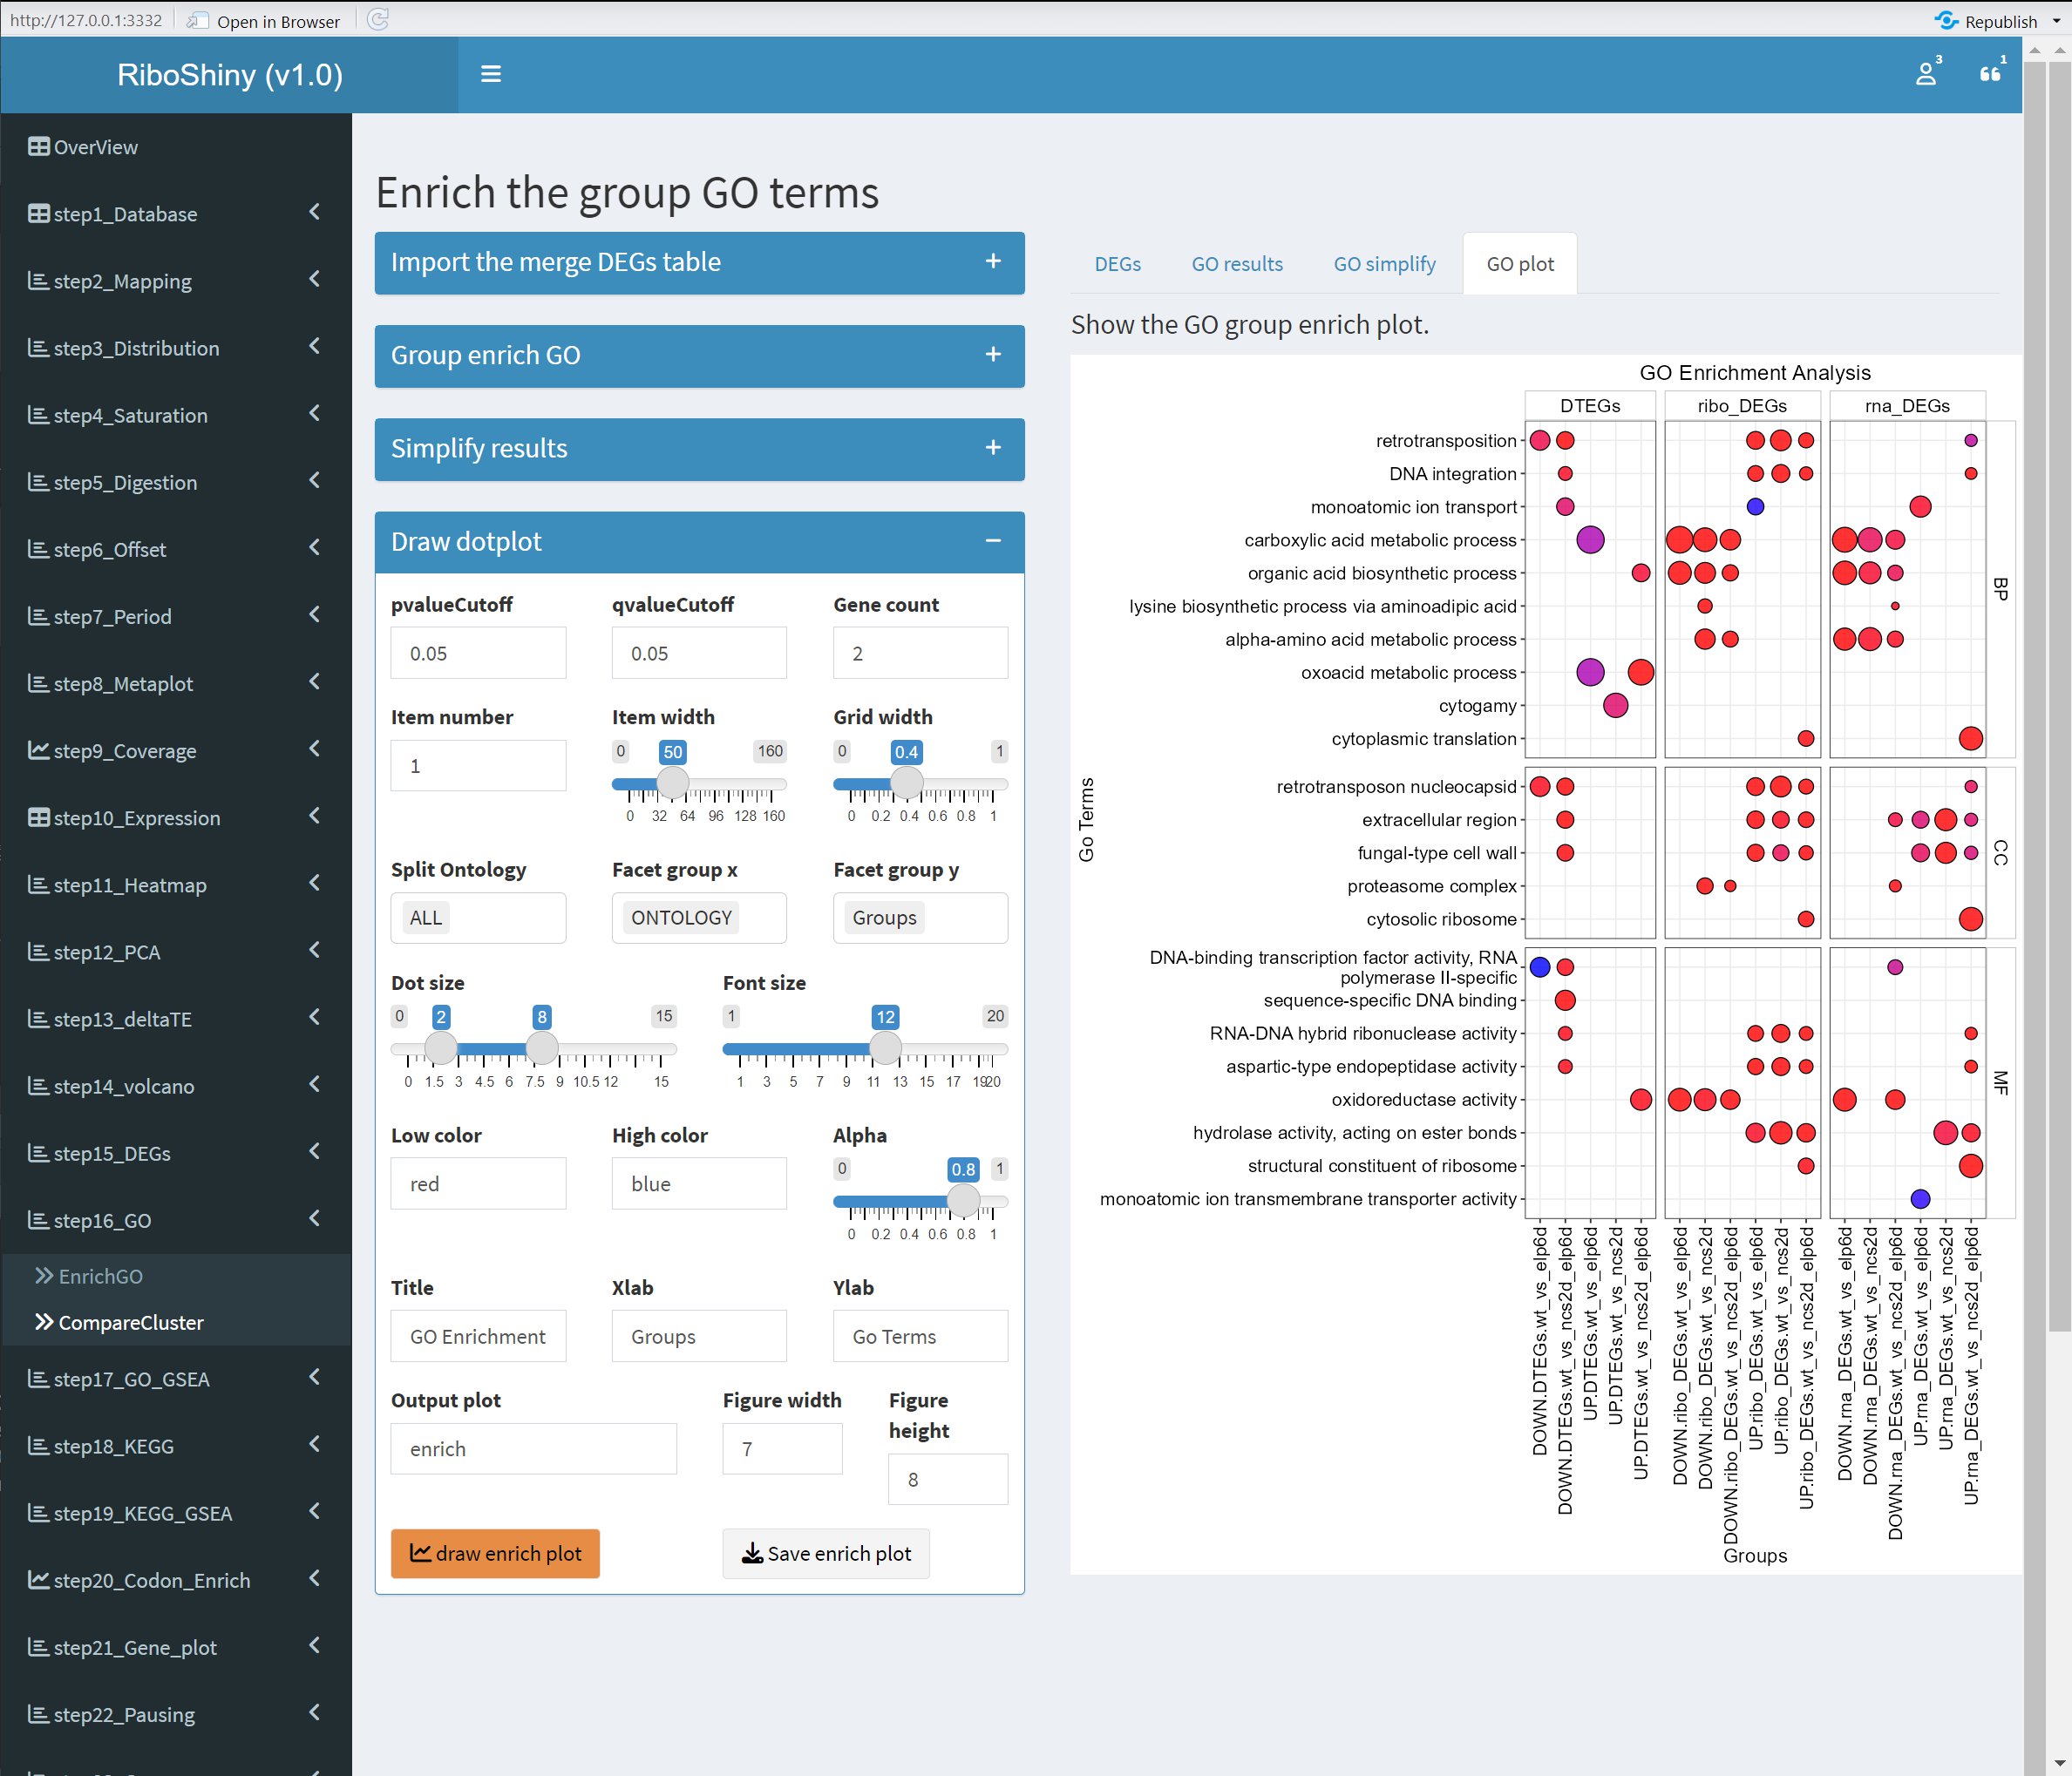 http://127.0.0.1:3332
Open in Browser
Republish
RiboShiny (v1.0)
3
1
OverView
step1_Database
step2_Mapping
step3_Distribution
step4_Saturation
step5_Digestion
step6_Offset
step7_Period
step8_Metaplot
step9_Coverage
step10_Expression
step11_Heatmap
step12_PCA
step13_deltaTE
step14_volcano
step15_DEGs
step16_GO
EnrichGO
CompareCluster
step17_GO_GSEA
step18_KEGG
step19_KEGG_GSEA
step20_Codon_Enrich
step21_Gene_plot
step22_Pausing
Enrich the group GO terms
Import the merge DEGs table
Group enrich GO
Simplify results
Draw dotplot
pvalueCutoff qvalueCutoff Gene count
0.05 0.05 2
Item number Item width Grid width
1
0 50 160
0 32 64 96 128 160
0 0.4 1
0 0.2 0.4 0.6 0.8 1
Split Ontology Facet group x Facet group y
ALL ONTOLOGY Groups
Dot size Font size
0 2 8 15
0 1.5 3 4.5 6 7.5 9 10.5 12 15
1 12 20
1 3 5 7 9 11 13 15 17 19 20
Low color High color Alpha
red blue
0 0.8 1
0 0.2 0.4 0.6 0.8 1
Title Xlab Ylab
GO Enrichment Groups Go Terms
Output plot Figure width Figure height
enrich 7 8
draw enrich plot Save enrich plot
DEGs GO results GO simplify GO plot
Show the GO group enrich plot.
GO Enrichment Analysis
DTEGs ribo_DEGs rna_DEGs
Go Terms
retrotransposition
DNA integration
monoatomic ion transport
carboxylic acid metabolic process
organic acid biosynthetic process
lysine biosynthetic process via aminoadipic acid
alpha-amino acid metabolic process
oxoacid metabolic process
cytogamy
cytoplasmic translation
BP
retrotransposon nucleocapsid
extracellular region
fungal-type cell wall
proteasome complex
cytosolic ribosome
CC
DNA-binding transcription factor activity, RNA
polymerase II-specific
sequence-specific DNA binding
RNA-DNA hybrid ribonuclease activity
aspartic-type endopeptidase activity
oxidoreductase activity
hydrolase activity, acting on ester bonds
structural constituent of ribosome
monoatomic ion transmembrane transporter activity
MF
DOWN.DTEGs.wt_vs_elp6d
DOWN.DTEGs.wt_vs_ncs2d_elp6d
UP.DTEGs.wt_vs_elp6d
UP.DTEGs.wt_vs_ncs2d
UP.DTEGs.wt_vs_ncs2d_elp6d
DOWN.ribo_DEGs.wt_vs_elp6d
DOWN.ribo_DEGs.wt_vs_ncs2d
DOWN.ribo_DEGs.wt_vs_ncs2d_elp6d
UP.ribo_DEGs.wt_vs_elp6d
UP.ribo_DEGs.wt_vs_ncs2d
UP.ribo_DEGs.wt_vs_ncs2d_elp6d
DOWN.rna_DEGs.wt_vs_elp6d
DOWN.rna_DEGs.wt_vs_ncs2d
DOWN.rna_DEGs.wt_vs_ncs2d_elp6d
UP.rna_DEGs.wt_vs_elp6d
UP.rna_DEGs.wt_vs_ncs2d
UP.rna_DEGs.wt_vs_ncs2d_elp6d
Groups